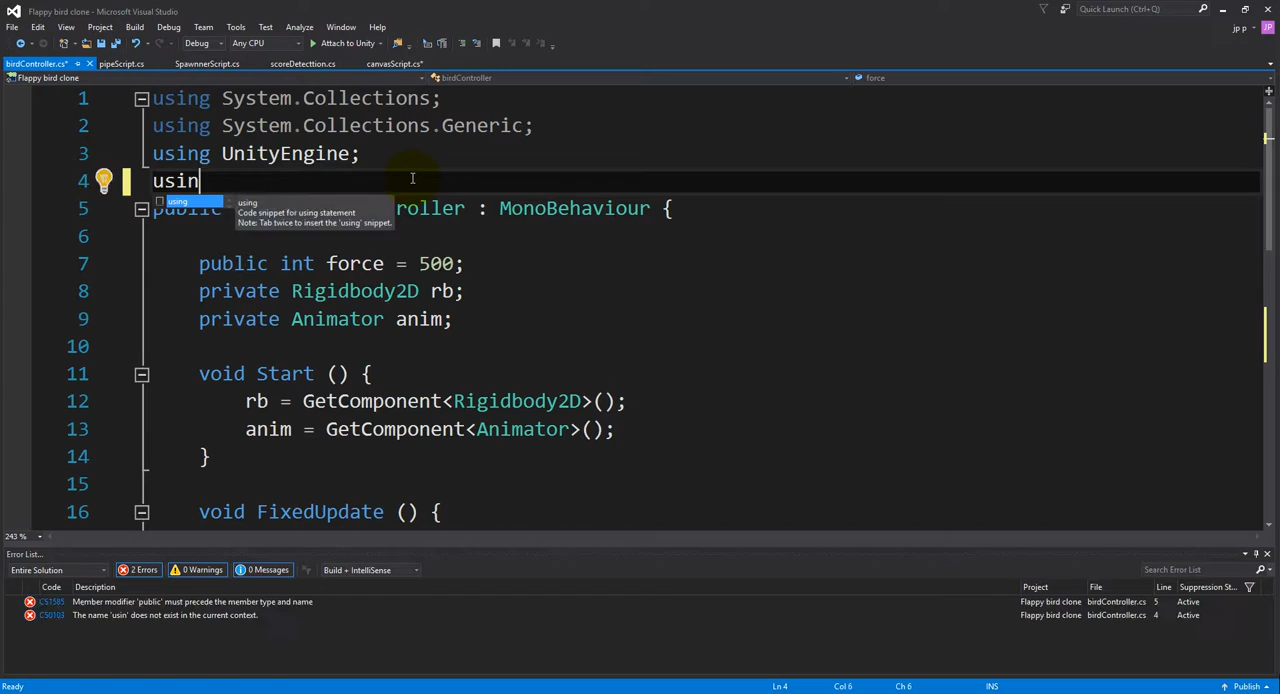 Flappy bird clone - Microsoft Visual Studio
Quick Launch (Ctrl+Q)
File Edit View Project Build Debug Team Tools Test Analyze Window Help
JP P JP
Debug Any CPU Attach to Unity
birdController.cs* pipeScript.cs SpawnnerScript.cs scoreDetecttion.cs canvasScript.cs*
Flappy bird clone birdController force
1 using System.Collections;
2 using System.Collections.Generic;
3 using UnityEngine;
4 usin
using using
Code snippet for using statement
Note: Tab twice to insert the 'using' snippet.
5 public roller : MonoBehaviour {
6
7 public int force = 500;
8 private Rigidbody2D rb;
9 private Animator anim;
10
11 void Start () {
12 rb = GetComponent<Rigidbody2D>();
13 anim = GetComponent<Animator>();
14 }
15
16 void FixedUpdate () {
243 %
Error List...
Entire Solution 2 Errors 0 Warnings 0 Messages Build + IntelliSense Search Error List
Code Description Project File Line Suppression St...
CS1585 Member modifier 'public' must precede the member type and name Flappy bird clone birdController.cs 5 Active
CS0103 The name 'usin' does not exist in the current context. Flappy bird clone birdController.cs 4 Active
Ready Ln 4 Col 6 Ch 6 INS Publish